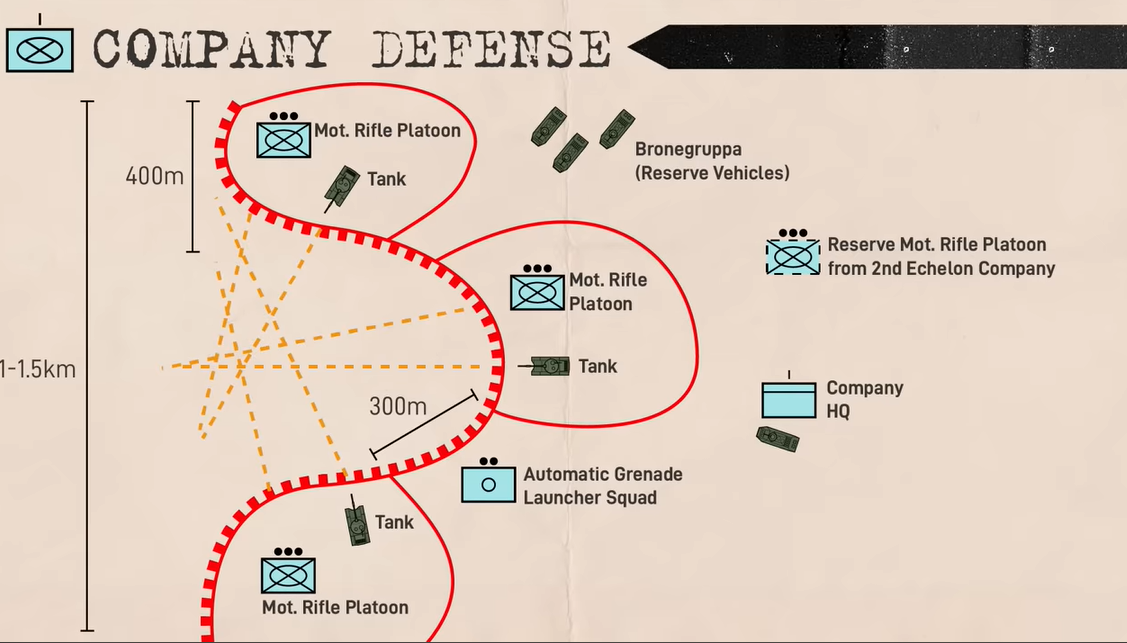 COMPANY DEFENSE
Mot. Rifle Platoon
400m
Tank
Bronegruppa
(Reserve Vehicles)
Reserve Mot. Rifle Platoon
from 2nd Echelon Company
Mot. Rifle
Platoon
1-1.5km
Tank
300m
Company
HQ
Automatic Grenade
Launcher Squad
Tank
Mot. Rifle Platoon